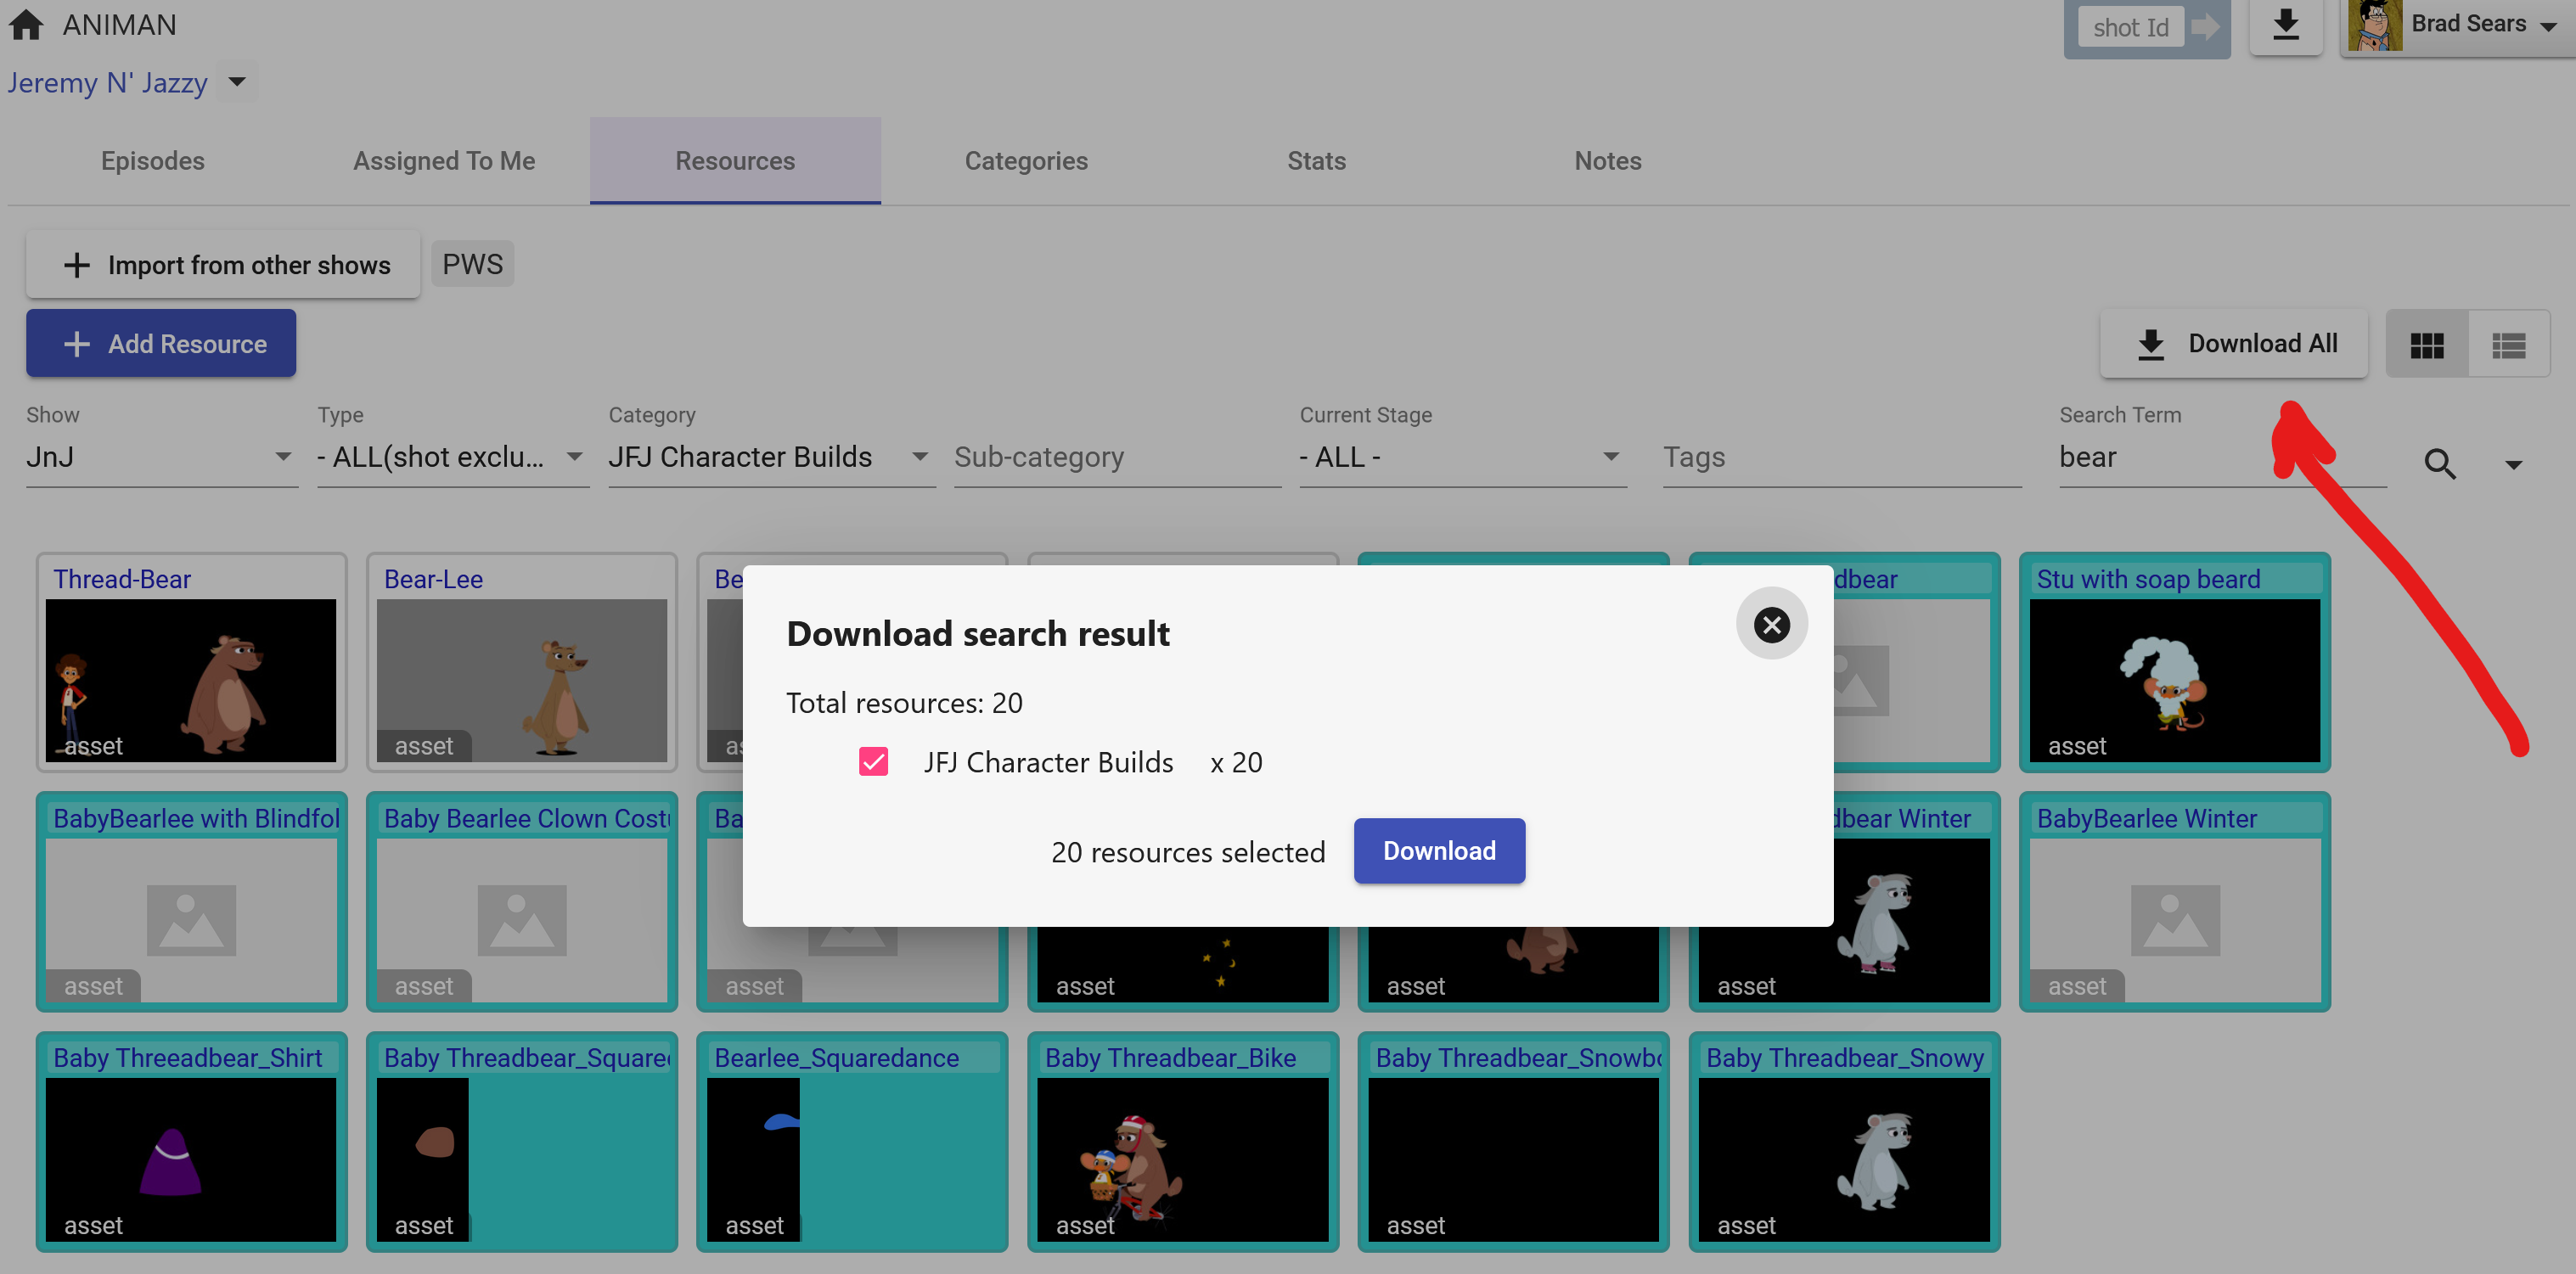 ANIMAN
shot Id
Brad Sears
Jeremy N' Jazzy
Episodes
Assigned To Me
Resources
Categories
Stats
Notes
Import from other shows
PWS
Add Resource
Download All
Show
Type
Category
Current Stage
Search Term
JnJ
- ALL(shot exclu...
JFJ Character Builds
Sub-category
- ALL -
Tags
bear
Thread-Bear
Bear-Lee
Be
dbear
Stu with soap beard
asset
asset
as
asset
Download search result
Total resources: 20
JFJ Character Builds x 20
20 resources selected
Download
BabyBearlee with Blindfol
Baby Bearlee Clown Costu
Ba
dbear Winter
BabyBearlee Winter
asset
asset
asset
asset
asset
asset
asset
Baby Threeadbear_Shirt
Baby Threadbear_Squared
Bearlee_Squaredance
Baby Threadbear_Bike
Baby Threadbear_Snowbo
Baby Threadbear_Snowy
asset
asset
asset
asset
asset
asset